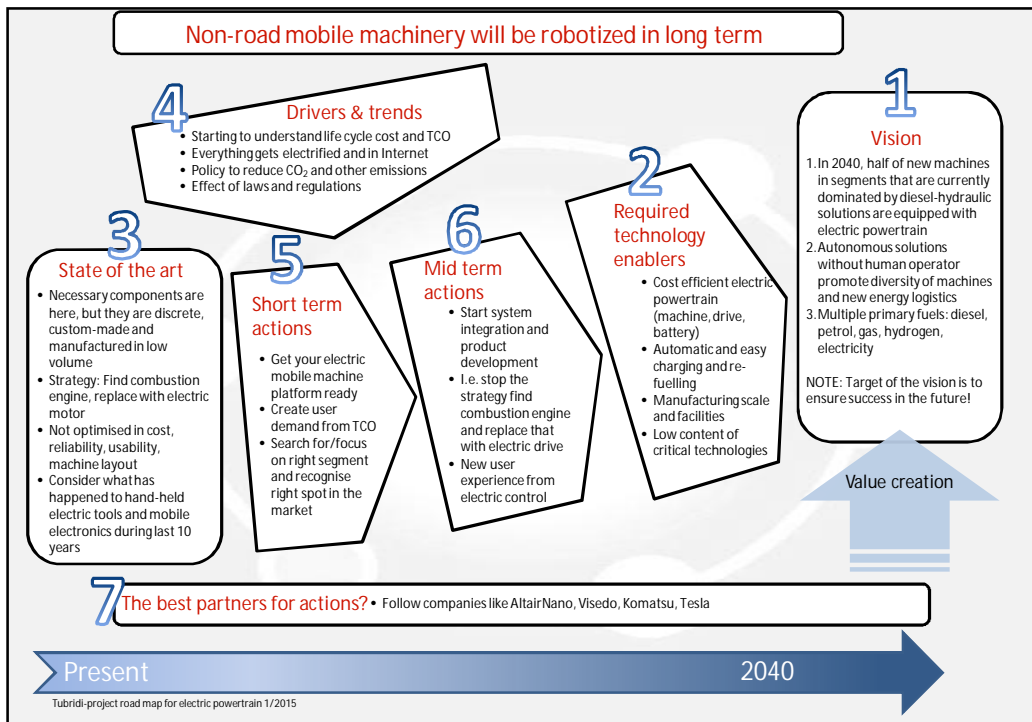 Non-road mobile machinery will be robotized in long term
4
Drivers & trends
• Starting to understand life cycle cost and TCO
• Everything gets electrified and in Internet
• Policy to reduce CO₂ and other emissions
• Effect of laws and regulations
1
Vision
1. In 2040, half of new machines
in segments that are currently
dominated by diesel-hydraulic
solutions are equipped with
electric powertrain
2. Autonomous solutions
without human operator
promote diversity of machines
and new energy logistics
3. Multiple primary fuels: diesel,
petrol, gas, hydrogen,
electricity
NOTE: Target of the vision is to
ensure success in the future!
2
Required
technology
enablers
• Cost efficient electric
powertrain
(machine, drive,
battery)
• Automatic and easy
charging and re-
fuelling
• Manufacturing scale
and facilities
• Low content of
critical technologies
3
State of the art
• Necessary components are
here, but they are discrete,
custom-made and
manufactured in low
volume
• Strategy: Find combustion
engine, replace with electric
motor
• Not optimised in cost,
reliability, usability,
machine layout
• Consider what has
happened to hand-held
electric tools and mobile
electronics during last 10
years
5
Short term
actions
• Get your electric
mobile machine
platform ready
• Create user
demand from TCO
• Search for/focus
on right segment
and recognise
right spot in the
market
6
Mid term
actions
• Start system
integration and
product
development
• I.e. stop the
strategy find
combustion engine
and replace that
with electric drive
• New user
experience from
electric control
Value creation
7
The best partners for actions? • Follow companies like AltairNano, Visedo, Komatsu, Tesla
Present
2040
Tubridi-project road map for electric powertrain 1/2015